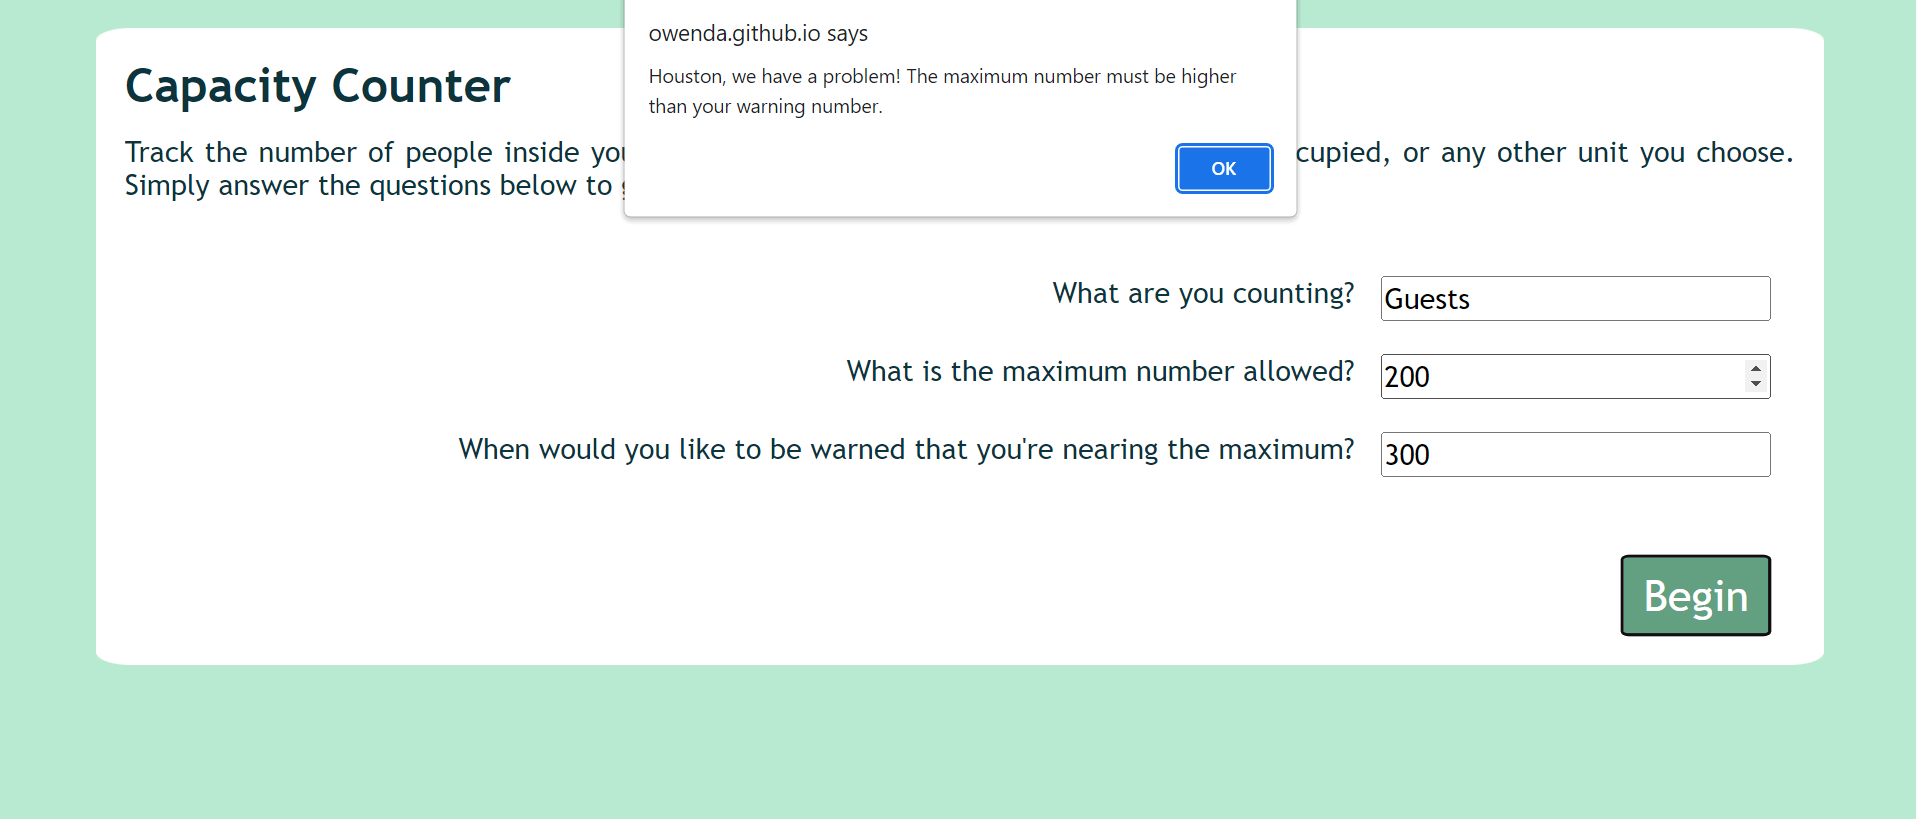 owenda.github.io says
Houston, we have a problem! The maximum number must be higher
than your warning number.
OK
Capacity Counter
Track the number of people inside cupied, or any other unit you choose.
Simply answer the questions below to
What are you counting?
Guests
What is the maximum number allowed?
200
When would you like to be warned that you're nearing the maximum?
300
Begin